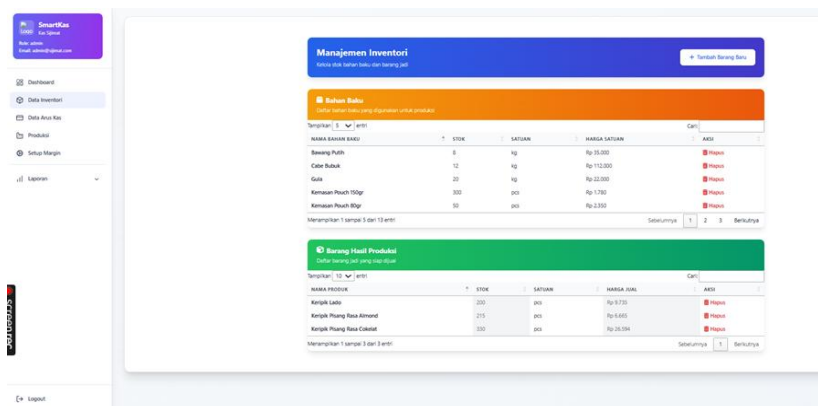 SmartKas
Kas Sijimat
Role: admin
Email: admin@sijimat.com
Dashboard
Data Inventori
Data Arus Kas
Produksi
Setup Margin
Laporan
Logout
Manajemen Inventori
Kelola stok bahan baku dan barang jadi
+ Tambah Barang Baru
Bahan Baku
Daftar bahan baku yang digunakan untuk produksi
Tampilkan 5 entri Cari:
NAMA BAHAN BAKU STOK SATUAN HARGA SATUAN AKSI
Bawang Putih 8 kg Rp 35.000 Hapus
Cabe Bubuk 12 kg Rp 112.000 Hapus
Gula 20 kg Rp 22.000 Hapus
Kemasan Pouch 150gr 300 pcs Rp 1.780 Hapus
Kemasan Pouch 80gr 50 pcs Rp 2.350 Hapus
Menampilkan 1 sampai 5 dari 13 entri Sebelumnya 1 2 3 Berikutnya
Barang Hasil Produksi
Daftar barang jadi yang siap dijual
Tampilkan 10 entri Cari:
NAMA PRODUK STOK SATUAN HARGA JUAL AKSI
Keripik Lado 200 pcs Rp 9.735 Hapus
Keripik Pisang Rasa Almond 215 pcs Rp 6.665 Hapus
Keripik Pisang Rasa Cokelat 330 pcs Rp 26.594 Hapus
Menampilkan 1 sampai 3 dari 3 entri Sebelumnya 1 Berikutnya
screenrec